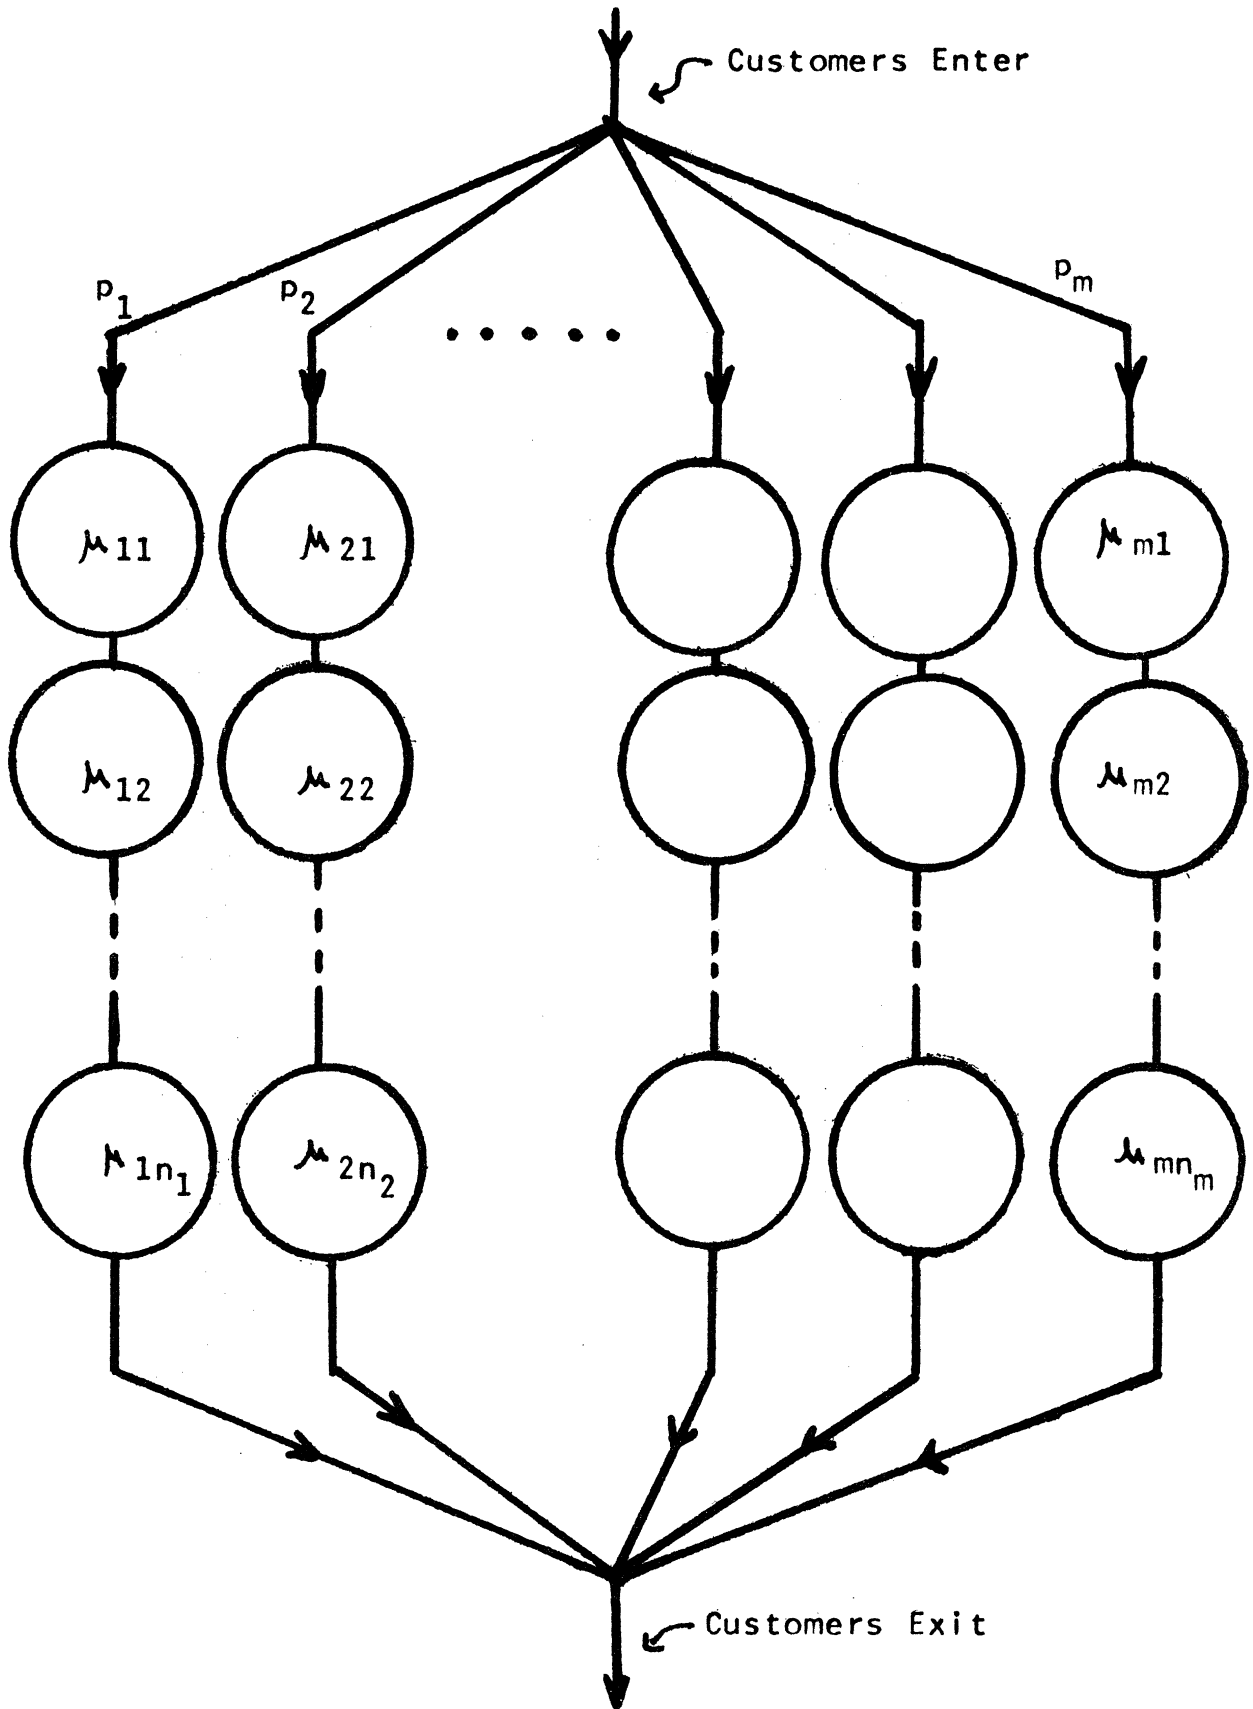 Customers Enter
p1 p2 pm
μ11 μ21 μm1
μ12 μ22 μm2
μ1n1 μ2n2 μmnm
Customers Exit